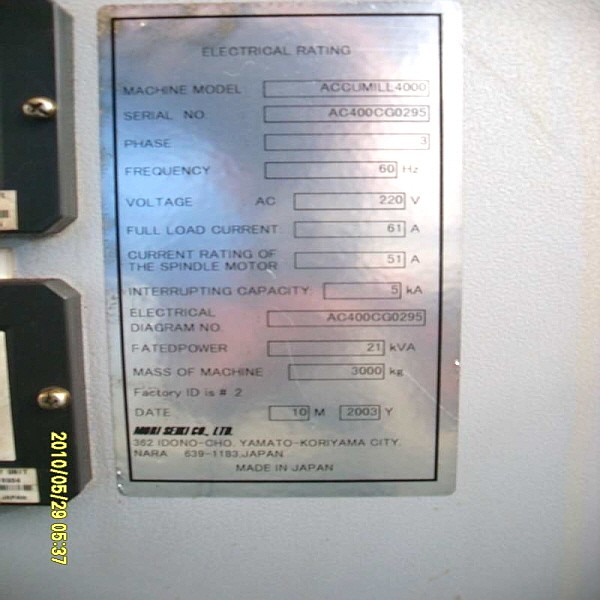 ELECTRICAL RATING
MACHINE MODEL ACCUMILL4000
SERIAL NO. AC400CG0295
PHASE 3
FREQUENCY 60 Hz
VOLTAGE AC 220 V
FULL LOAD CURRENT 61 A
CURRENT RATING OF
THE SPINDLE MOTOR 51 A
INTERRUPTING CAPACITY 5 kA
ELECTRICAL
DIAGRAM NO. AC400CG0295
FATEDPOWER 21 kVA
MASS OF MACHINE 3000 kg
Factory ID is # 2
DATE 10 M 2003 Y
MORI SEIKI CO., LTD.
362 IDONO-CHO, YAMATO-KORIYAMA CITY,
NARA 639-1183,JAPAN
MADE IN JAPAN
UNIT
JAPAN
2010/05/29 05:37